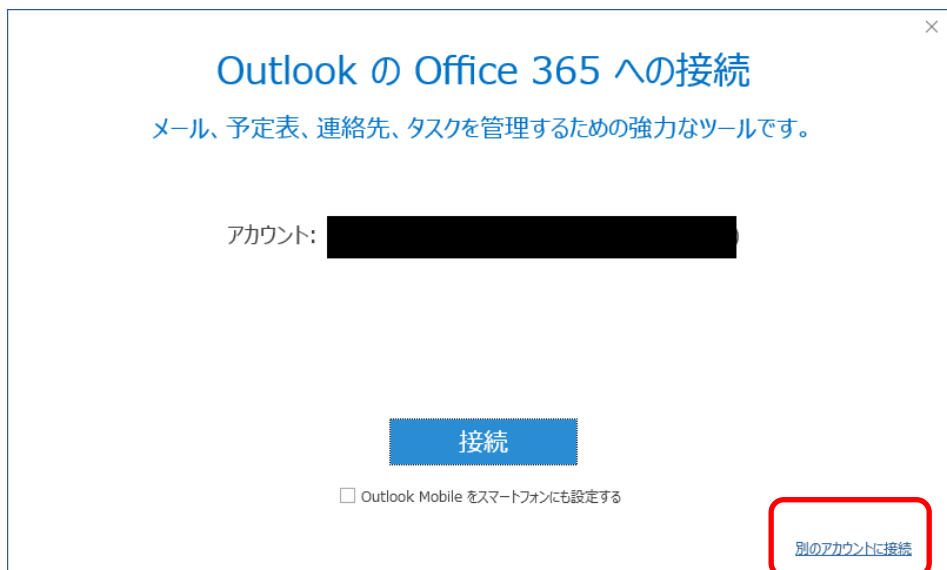 Outlook の Office 365 への接続
メール、予定表、連絡先、タスクを管理するための強力なツールです。
アカウント:
接続
Outlook Mobile をスマートフォンにも設定する
別のアカウントに接続